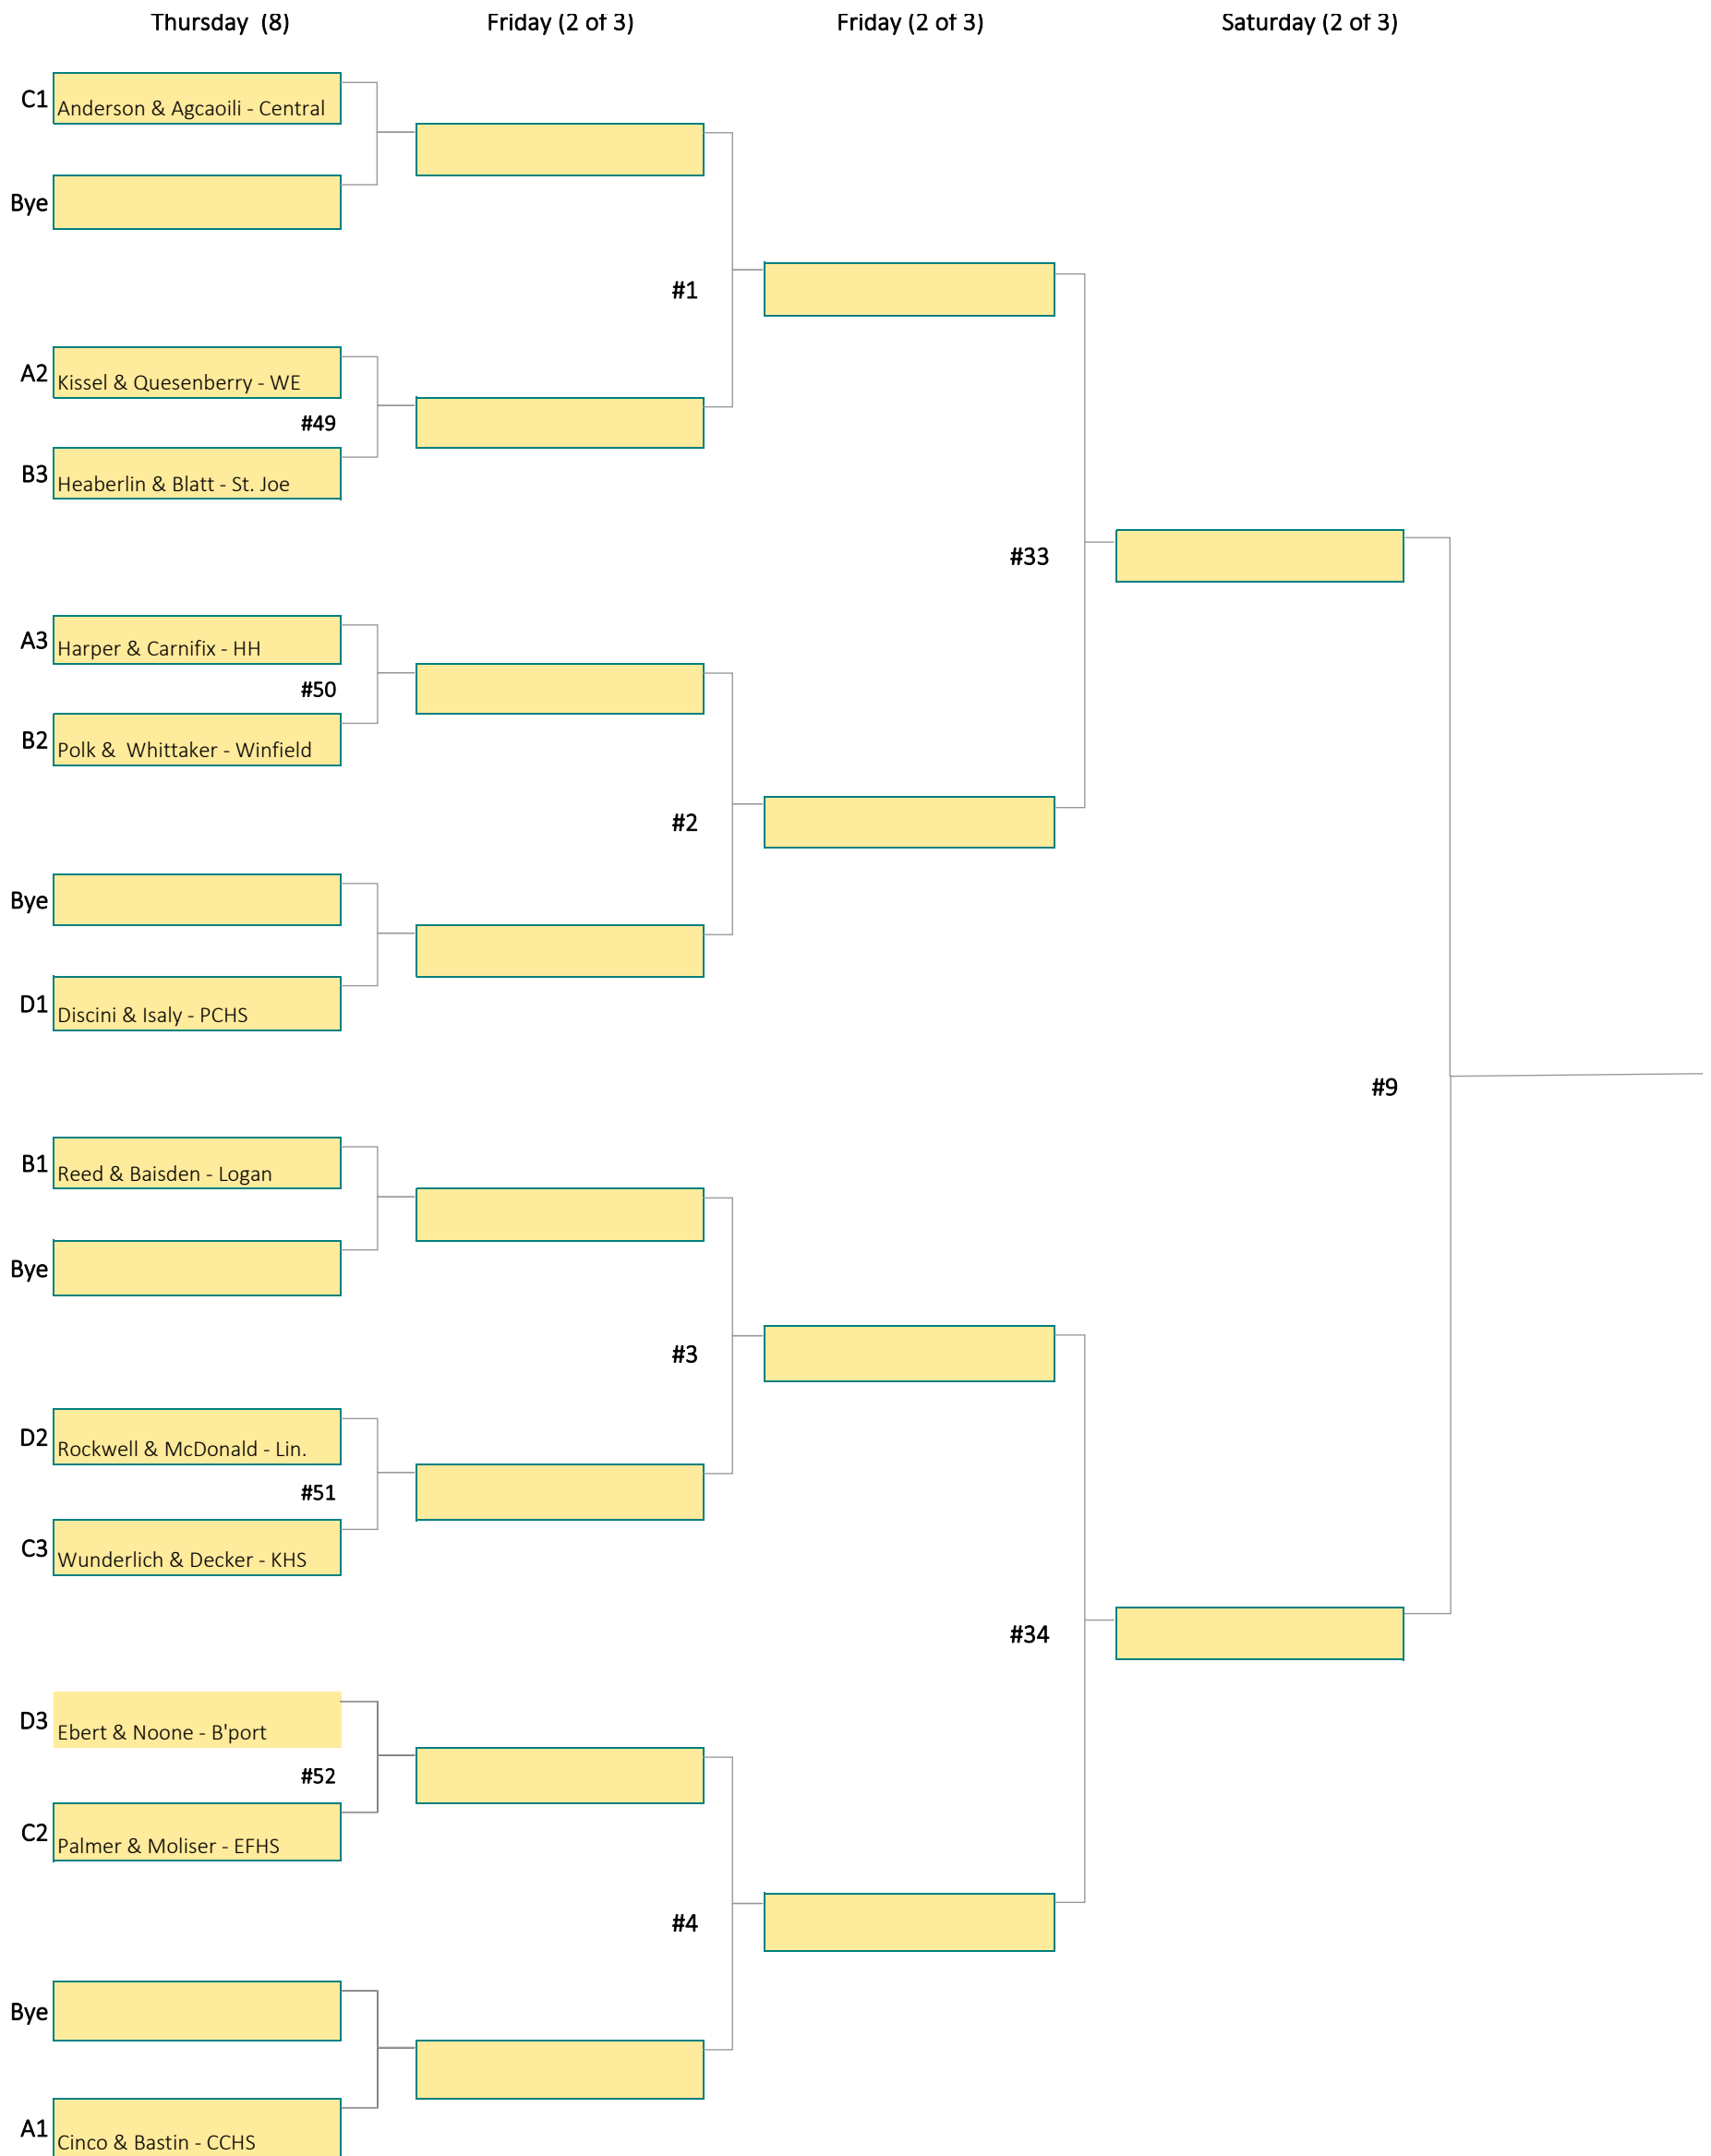 Thursday  (8)
Friday (2 of 3)
Friday (2 of 3)
Saturday (2 of 3)
C1
Anderson & Agcaoili - Central
Bye
#1
A2
Kissel & Quesenberry - WE
#49
B3
Heaberlin & Blatt - St. Joe
#33
A3
Harper & Carnifix - HH
#50
B2
Polk &  Whittaker - Winfield
#2
Bye
D1
Discini & Isaly - PCHS
#9
B1
Reed & Baisden - Logan
Bye
#3
D2
Rockwell & McDonald - Lin.
#51
C3
Wunderlich & Decker - KHS
#34
D3
Ebert & Noone - B'port
#52
C2
Palmer & Moliser - EFHS
#4
Bye
A1
Cinco & Bastin - CCHS